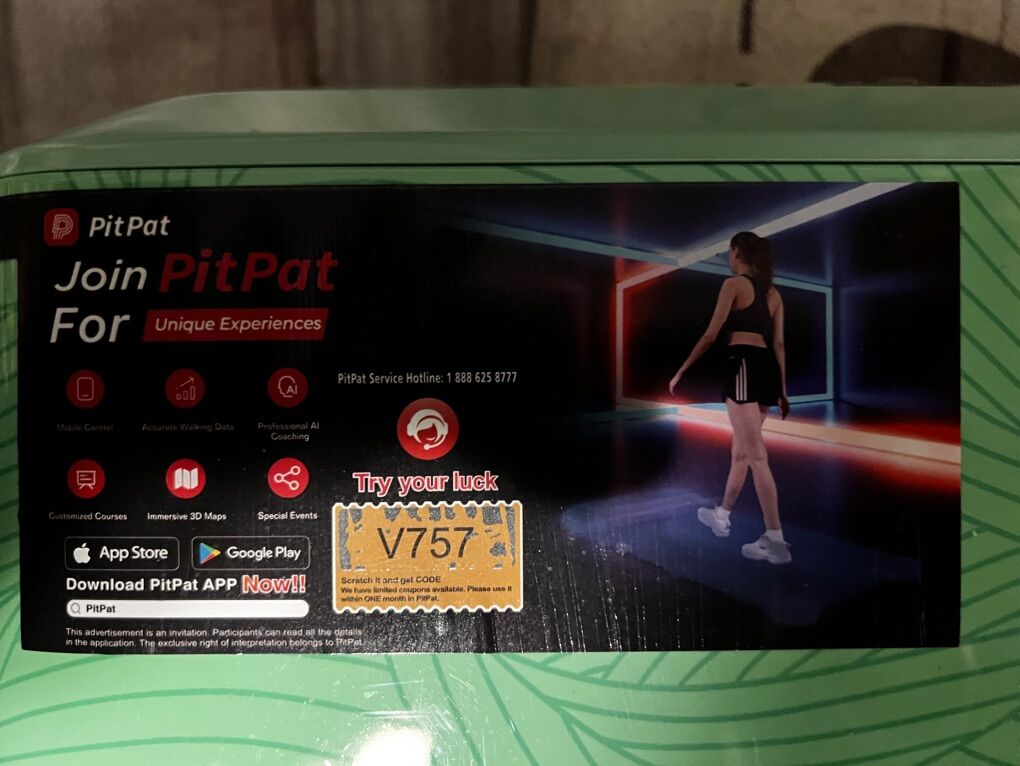 PitPat
Join PitPat
For Unique Experiences
Mobile Control
Accurate Walking Data
Professional AI
Coaching
Customized Courses
Immersive 3D Maps
Special Events
App Store
Google Play
Download PitPat APP Now!!
PitPat
This advertisement is an invitation. Participants can read all the details
in the application. The exclusive right of interpretation belongs to PitPat.
PitPat Service Hotline: 1 888 625 8777
AI
Try your luck
V757
Scratch it and get CODE
We have limited coupons available. Please use it
within ONE month in PitPat.